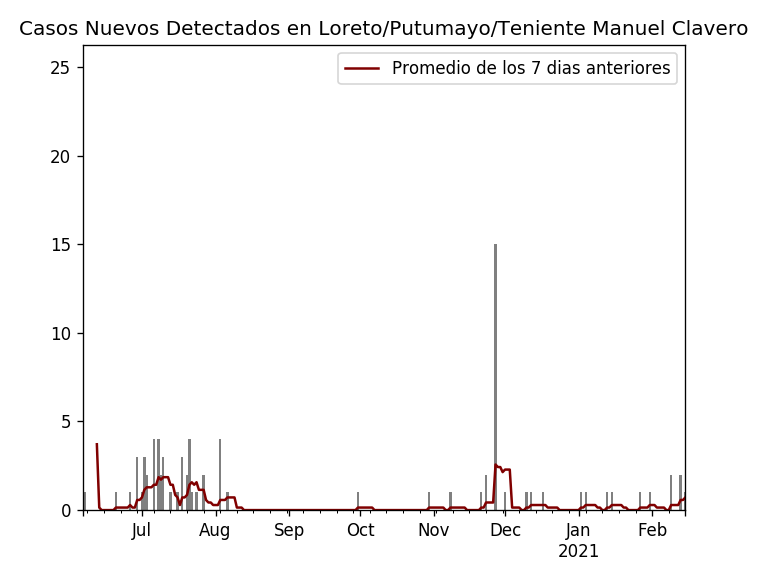 Casos Nuevos Detectados en Loreto/Putumayo/Teniente Manuel Clavero
Promedio de los 7 dias anteriores
25
20
15
10
5
0
Jul Aug Sep Oct Nov Dec Jan Feb
2021